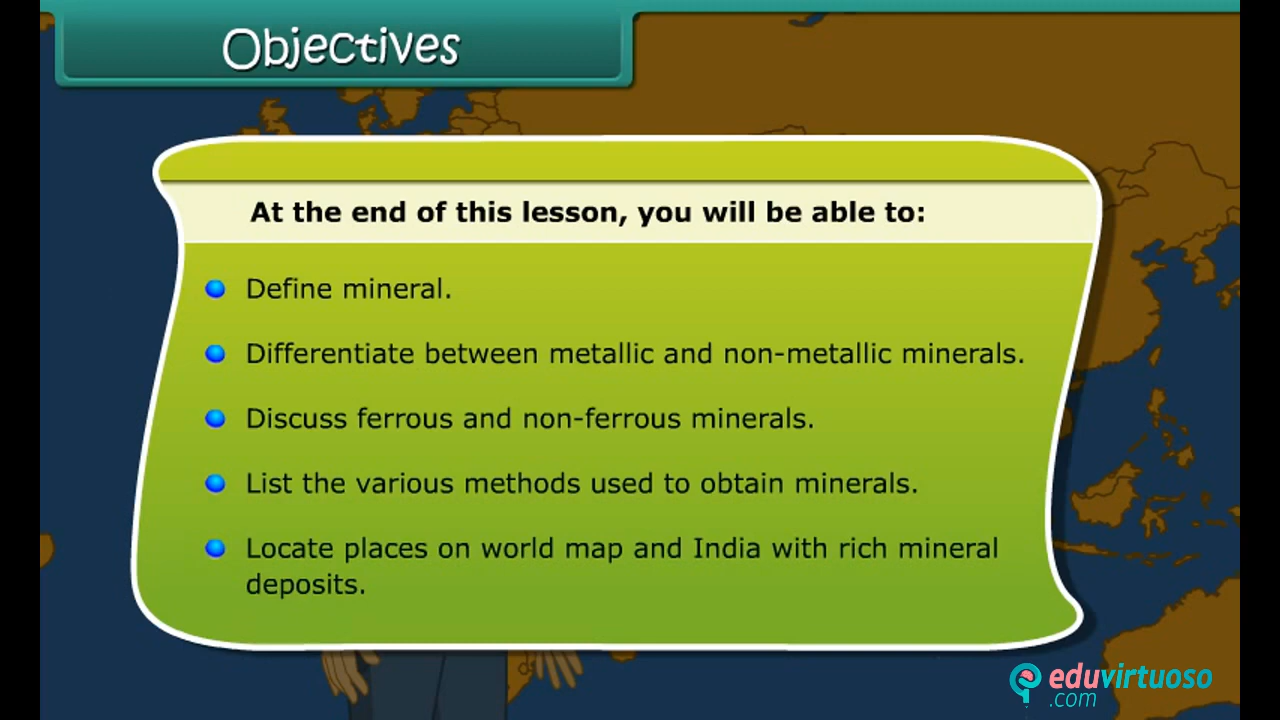 Objectives
At the end of this lesson, you will be able to:
Define mineral.
Differentiate between metallic and non-metallic minerals.
Discuss ferrous and non-ferrous minerals.
List the various methods used to obtain minerals.
Locate places on world map and India with rich mineral
deposits.
eduvirtuoso
.com